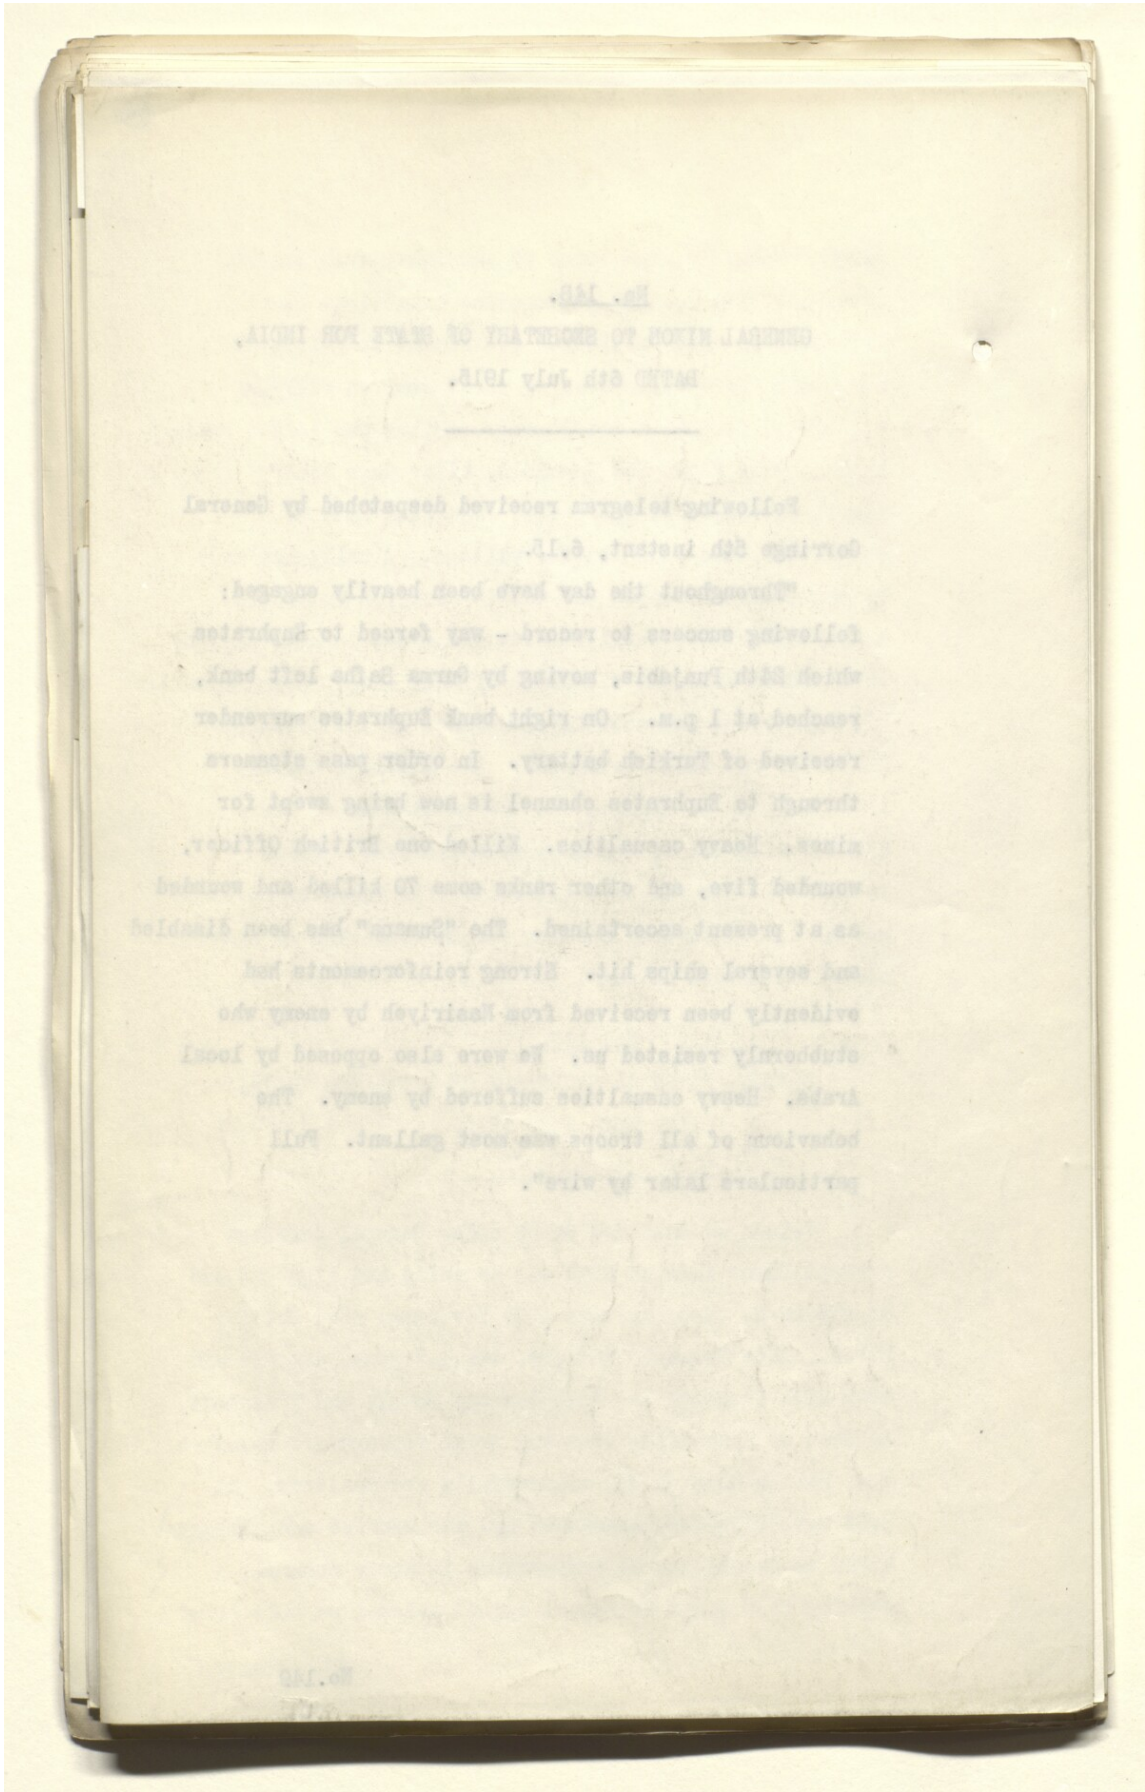 No. 148.
GENERAL NIXON TO SECRETARY OF STATE FOR INDIA,
DATED 6th July 1915.
Following telegram received despatched by General
Gorringe 5th instant, 6.15.
"Throughout the day have been heavily engaged:
following success to record - way forced to Euphrates
which 24th Punjabis, moving by Gurma Safha left bank,
reached at 1 p.m. On right bank Euphrates surrender
received of Turkish battery. In order pass steamers
through to Euphrates channel is now being swept for
mines. Heavy casualties. Killed one British Officer,
wounded five, and other ranks some 70 killed and wounded
as at present ascertained. The "Sumana" has been disabled
and several ships hit. Strong reinforcements had
evidently been received from Nasiriyeh by enemy who
stubbornly resisted us. We were also opposed by local
Arabs. Heavy casualties suffered by enemy. The
behaviour of all troops was most gallant. Full
particulars later by wire".
No.149